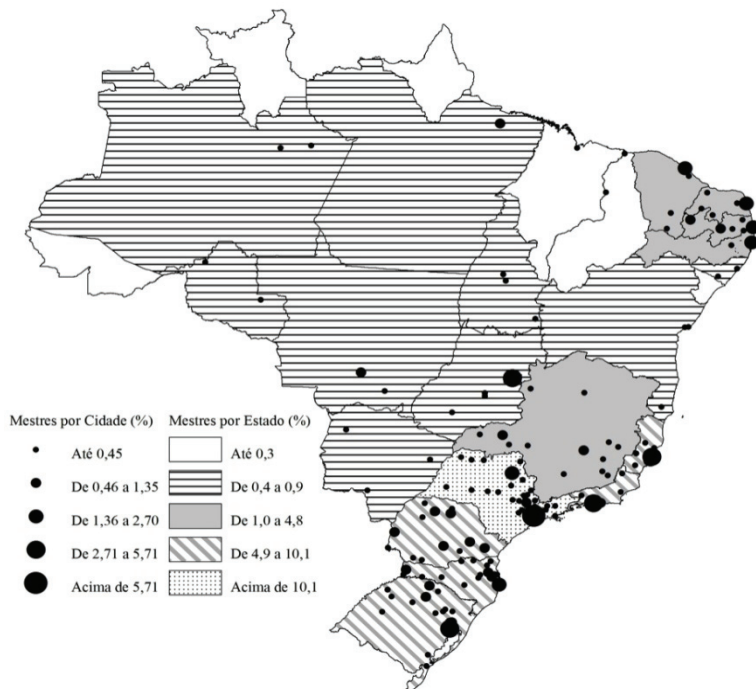 Mestres por Cidade (%) Mestres por Estado (%)
Até 0,45 Até 0,3
De 0,46 a 1,35 De 0,4 a 0,9
De 1,36 a 2,70 De 1,0 a 4,8
De 2,71 a 5,71 De 4,9 a 10,1
Acima de 5,71 Acima de 10,1